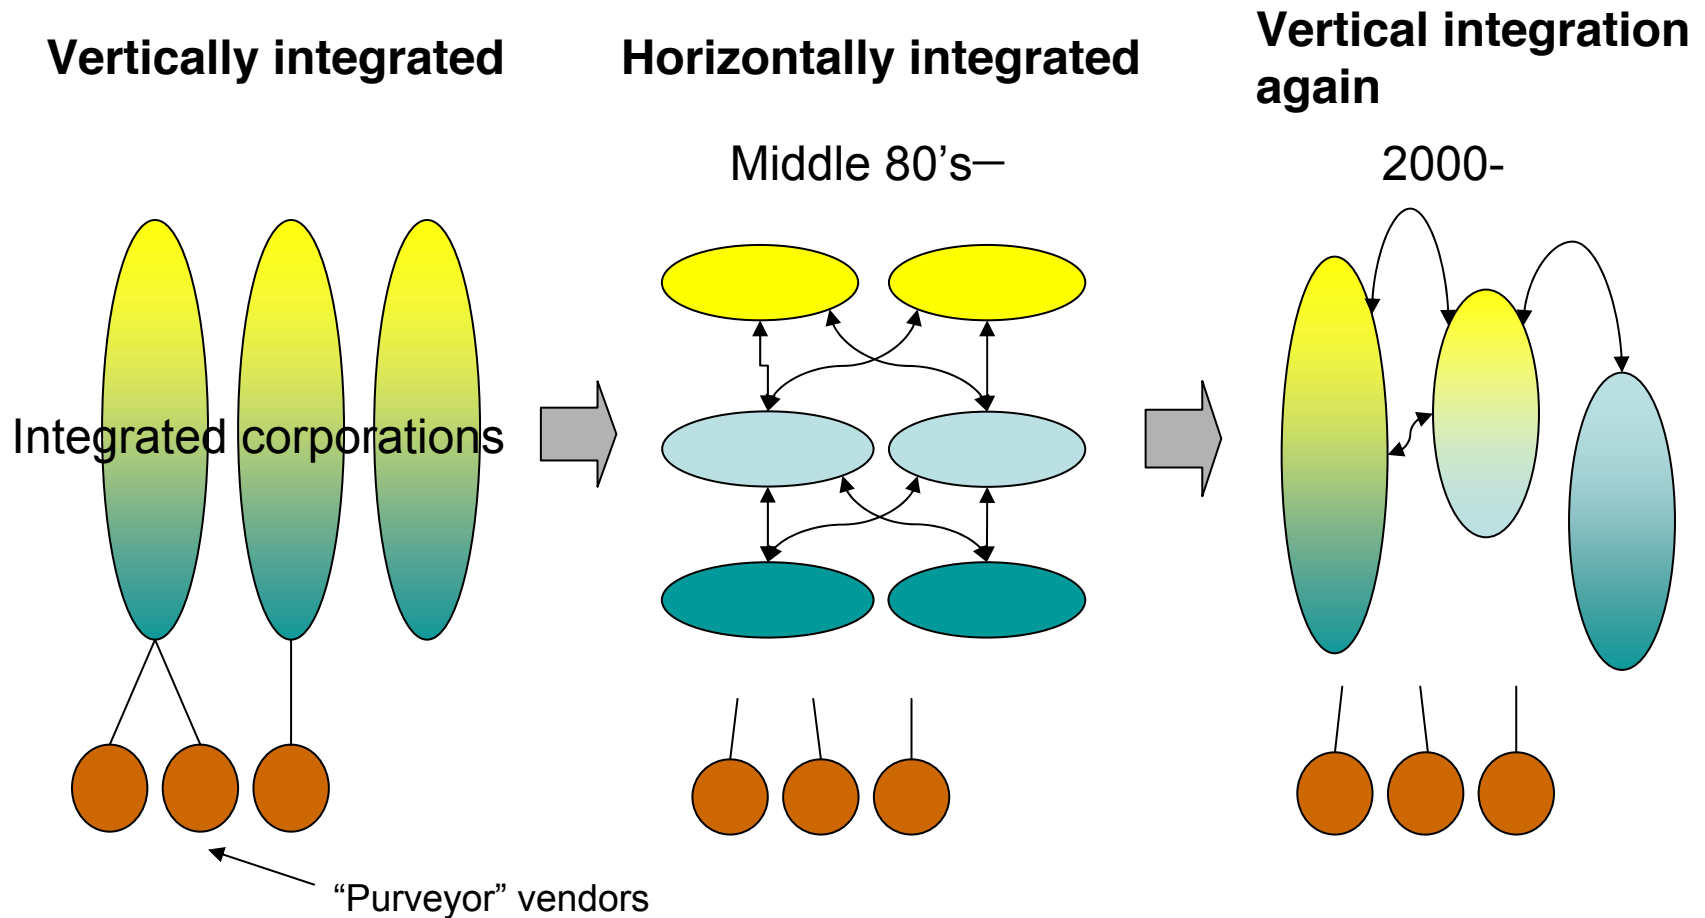 Vertically integrated
Horizontally integrated
Vertical integration
again
Middle 80’s—
2000-
Integrated corporations
“Purveyor” vendors